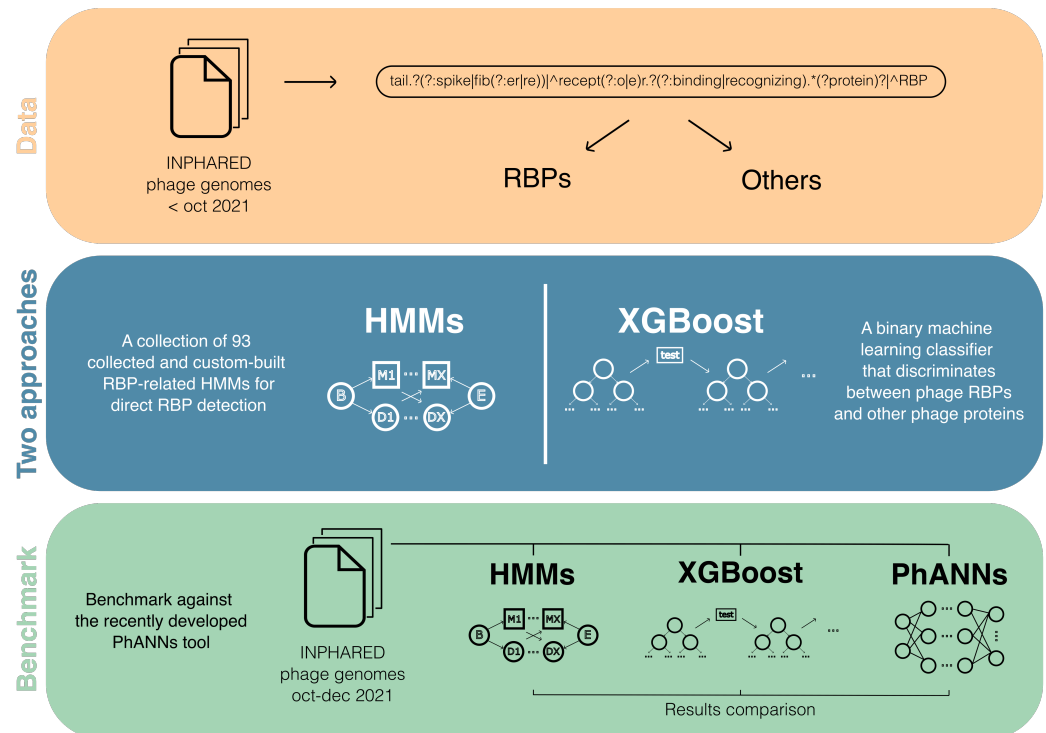 Data
INPHARED
phage genomes
< oct 2021
tail.?(?:spike|fib(?:er|re))|^recept(?:o|e)r.?(?:binding|recognizing).*(?:protein)?|^RBP
RBPs
Others
Two approaches
A collection of 93
collected and custom-built
RBP-related HMMs for
direct RBP detection
HMMs
B
M1 ... MX
D1 ... DX
E
XGBoost
test
... ... ... ...
...
A binary machine
learning classifier
that discriminates
between phage RBPs
and other phage proteins
Benchmark
Benchmark against
the recently developed
PhANNs tool
INPHARED
phage genomes
oct-dec 2021
HMMs
B
M1 ... MX
D1 ... DX
E
XGBoost
test
... ... ... ...
...
PhANNs
...
...
...
Results comparison